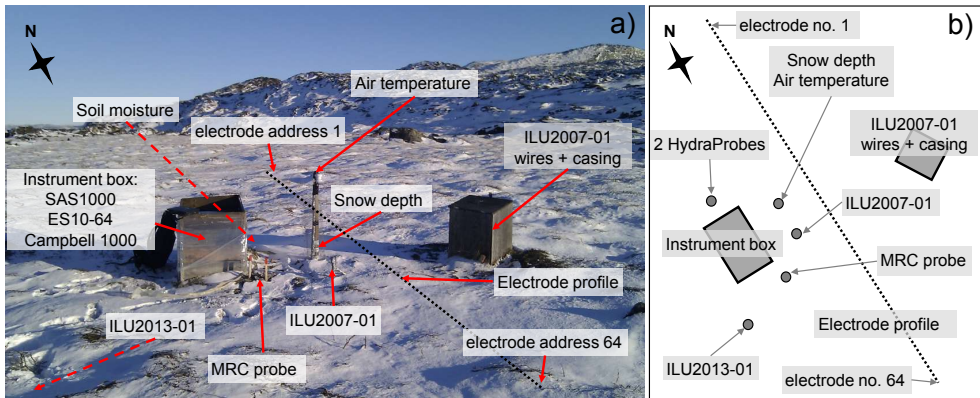 a)
N
Air temperature
Soil moisture
electrode address 1
ILU2007-01
wires + casing
Instrument box:
SAS1000
ES10-64
Campbell 1000
Snow depth
Electrode profile
ILU2013-01
ILU2007-01
MRC probe
electrode address 64
b)
N
electrode no. 1
Snow depth
Air temperature
ILU2007-01
wires + casing
2 HydraProbes
ILU2007-01
Instrument box
MRC probe
Electrode profile
ILU2013-01
electrode no. 64